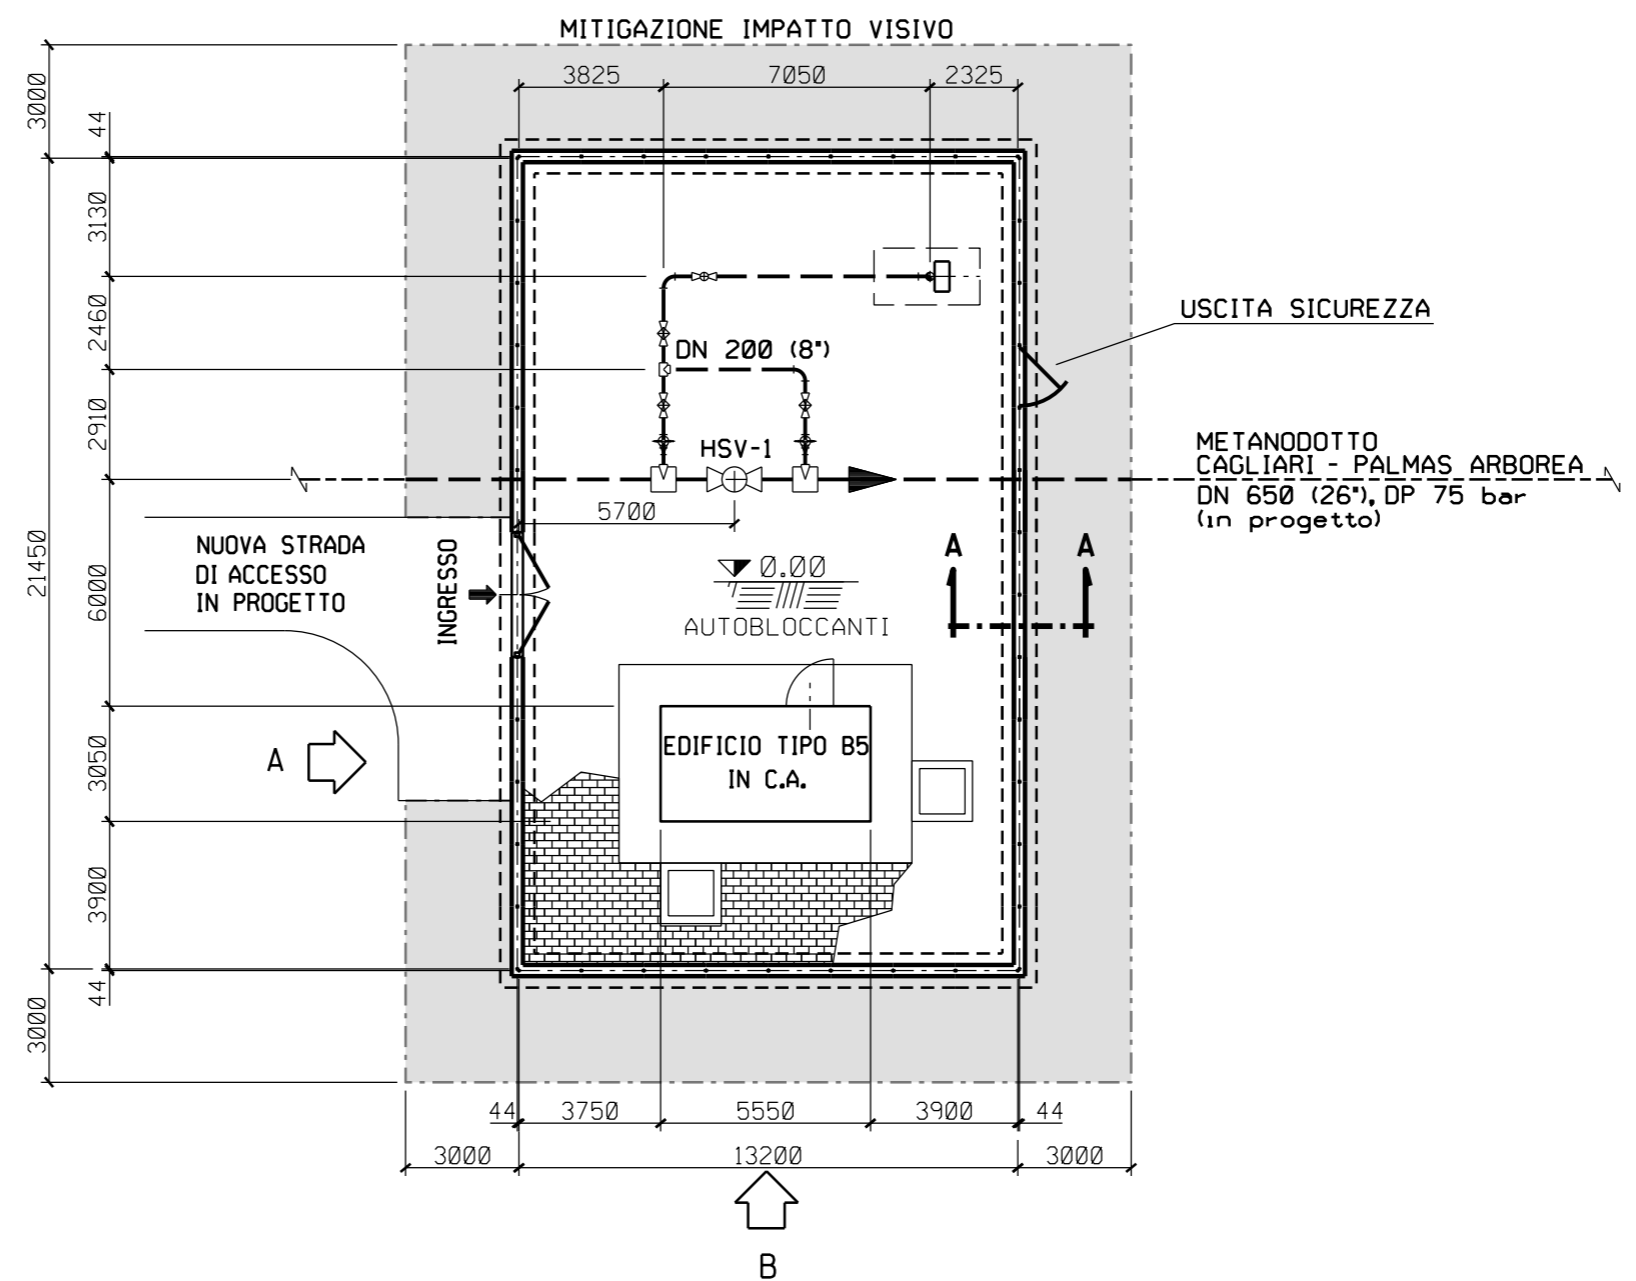 MITIGAZIONE IMPATTO VISIVO
3825
7050
2325
3000
44
3130
2460
2910
21450
6000
3050
3900
44
3000
USCITA SICUREZZA
DN 200 (8")
HSV-1
METANODOTTO
CAGLIARI - PALMAS ARBOREA
DN 650 (26"), DP 75 bar
(in progetto)
5700
NUOVA STRADA
DI ACCESSO
IN PROGETTO
INGRESSO
0.00
AUTOBLOCCANTI
A
A
A
EDIFICIO TIPO B5
IN C.A.
44
3750
5550
3900
44
3000
13200
3000
B